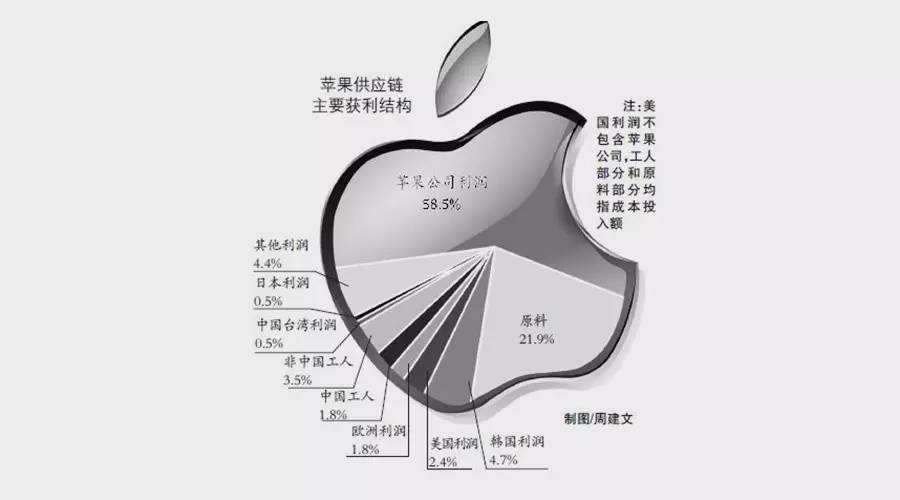 苹果供应链
主要获利结构
注:美
国利润不
包含苹果
公司,工人
部分和原
料部分均
指成本投
入额
苹果公司利润
58.5%
其他利润
4.4%
日本利润
0.5%
中国台湾利润
0.5%
非中国工人
3.5%
中国工人
1.8%
欧洲利润
1.8%
美国利润
2.4%
韩国利润
4.7%
原料
21.9%
制图/周建文